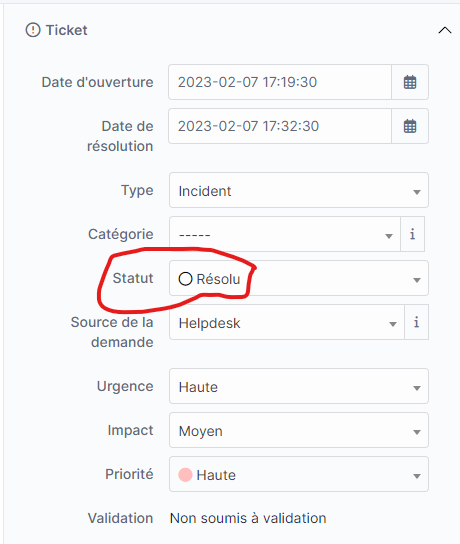 Ticket
Date d'ouverture 2023-02-07 17:19:30
Date de résolution 2023-02-07 17:32:30
Type Incident
Catégorie -----
Statut Résolu
Source de la demande Helpdesk
Urgence Haute
Impact Moyen
Priorité Haute
Validation Non soumis à validation